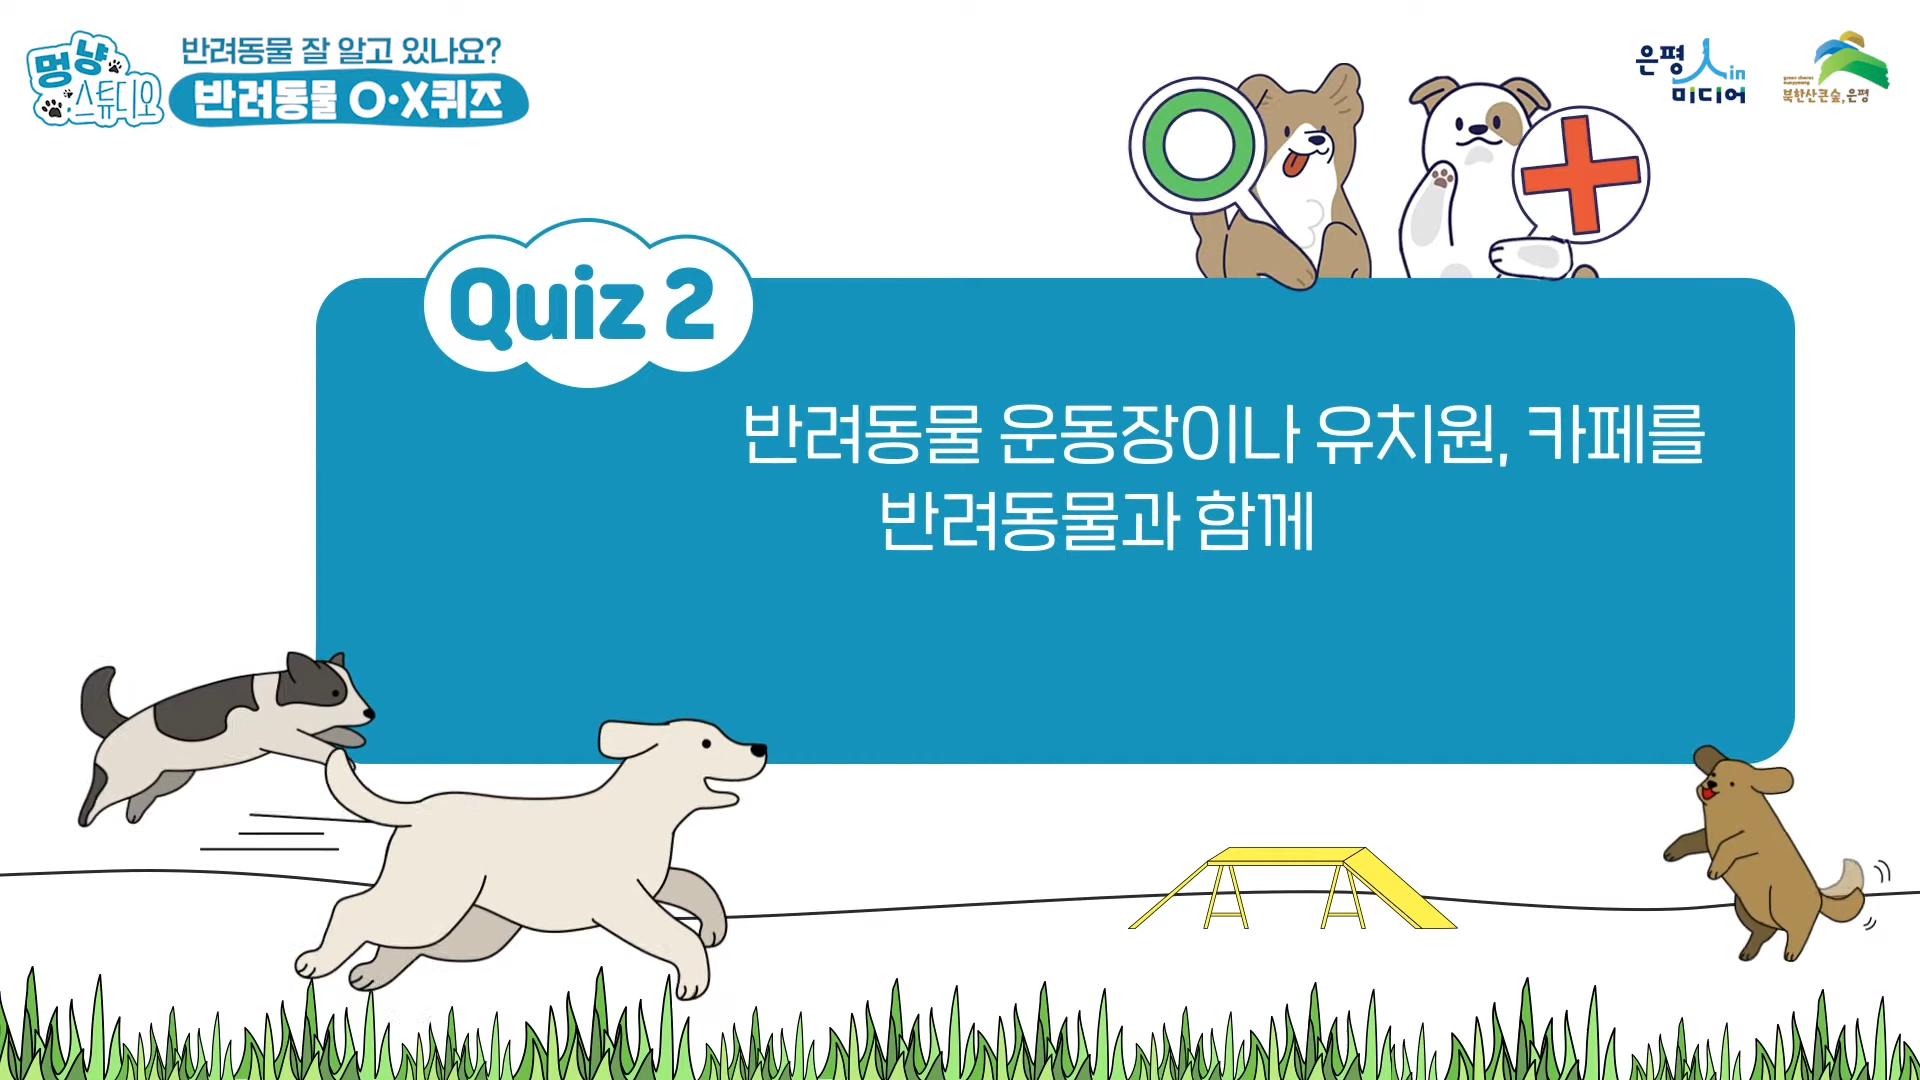 멍냥
스튜디오
반려동물 잘 알고 있나요?
반려동물 O·X퀴즈
은평 인in
미디어
북한산큰숲,은평
Quiz 2
반려동물 운동장이나 유치원, 카페를
반려동물과 함께